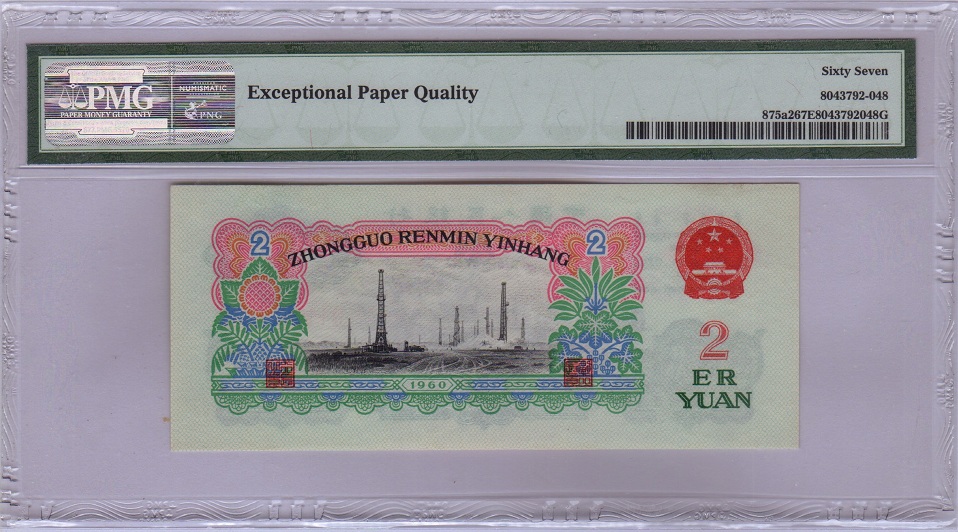 PMG
PAPER MONEY GUARANTY
NUMISMATIC
PNG
Exceptional Paper Quality
Sixty Seven
8043792-048
875a267E8043792048G
ZHONGGUO RENMIN YINHANG
2
2
1960
2
ER
YUAN